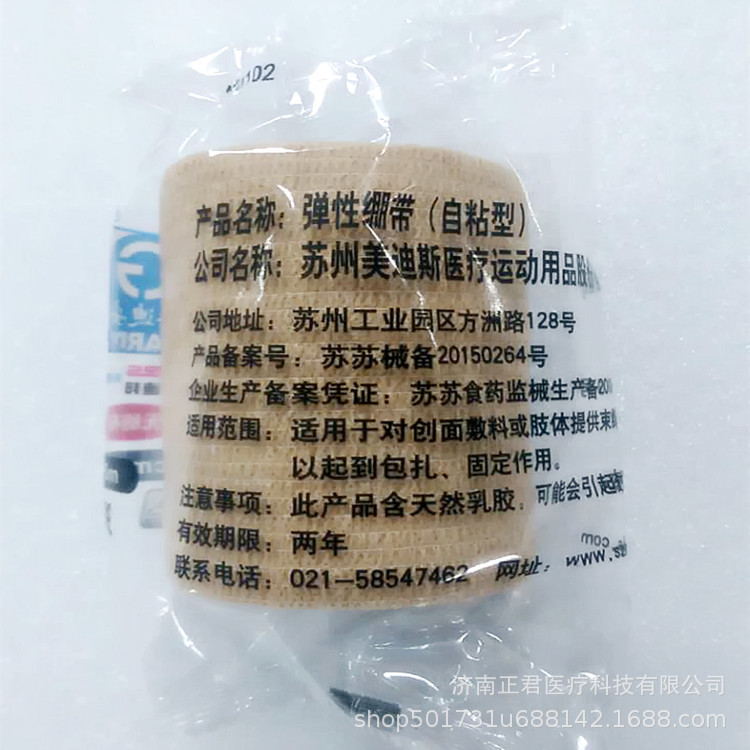 产品名称：弹性绷带（自粘型）
公司名称：苏州美迪斯医疗运动用品股
公司地址：苏州工业园区方洲路128号
产品备案号：苏苏械备20150264号
企业生产备案凭证：苏苏食药监械生产备20
适用范围：适用于对创面敷料或肢体提供束
以起到包扎、固定作用。
注意事项：此产品含天然乳胶，可能会引起
有效期限：两年
com
联系电话：021-58547462 网址：www.s
济南正君医疗科技有限公司
shop501731u688142.1688.com